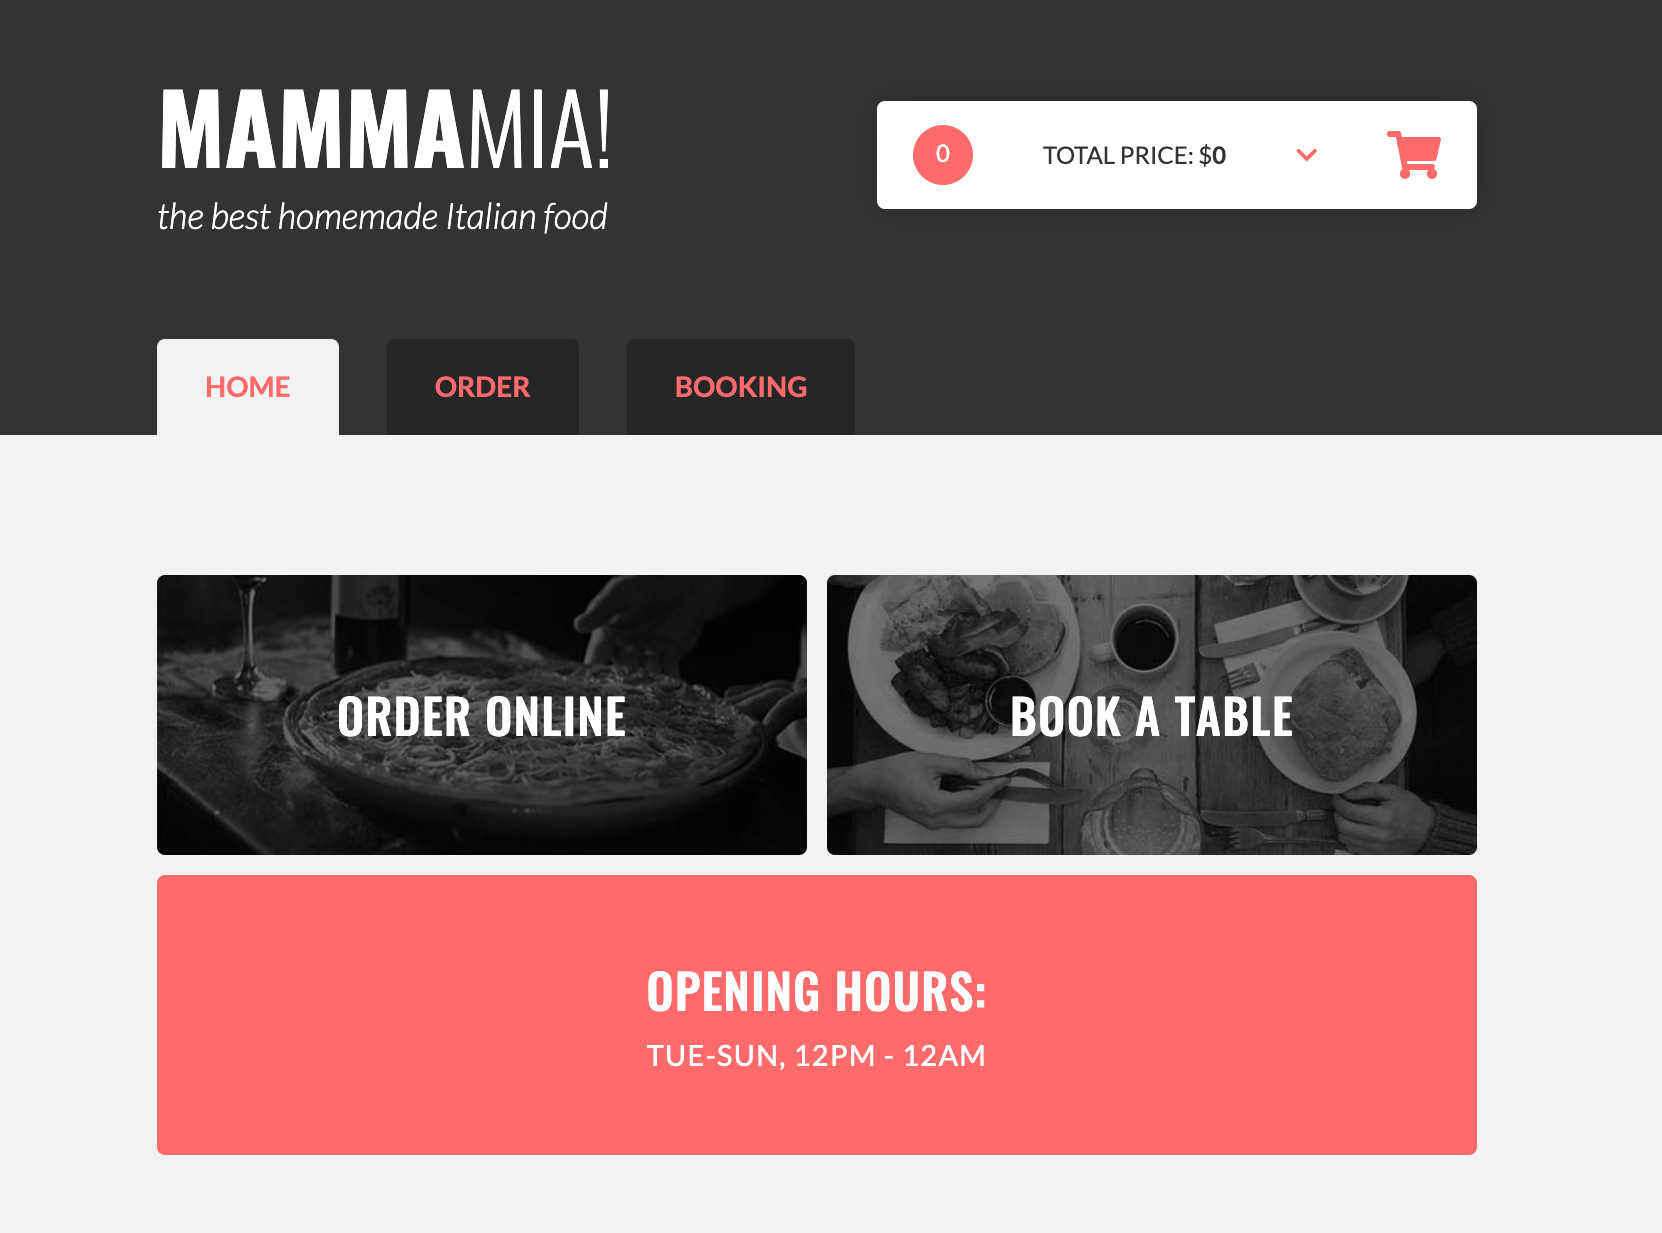 MAMMAMIA!
the best homemade Italian food
0
TOTAL PRICE: $0
HOME
ORDER
BOOKING
ORDER ONLINE
BOOK A TABLE
OPENING HOURS:
TUE-SUN, 12PM - 12AM